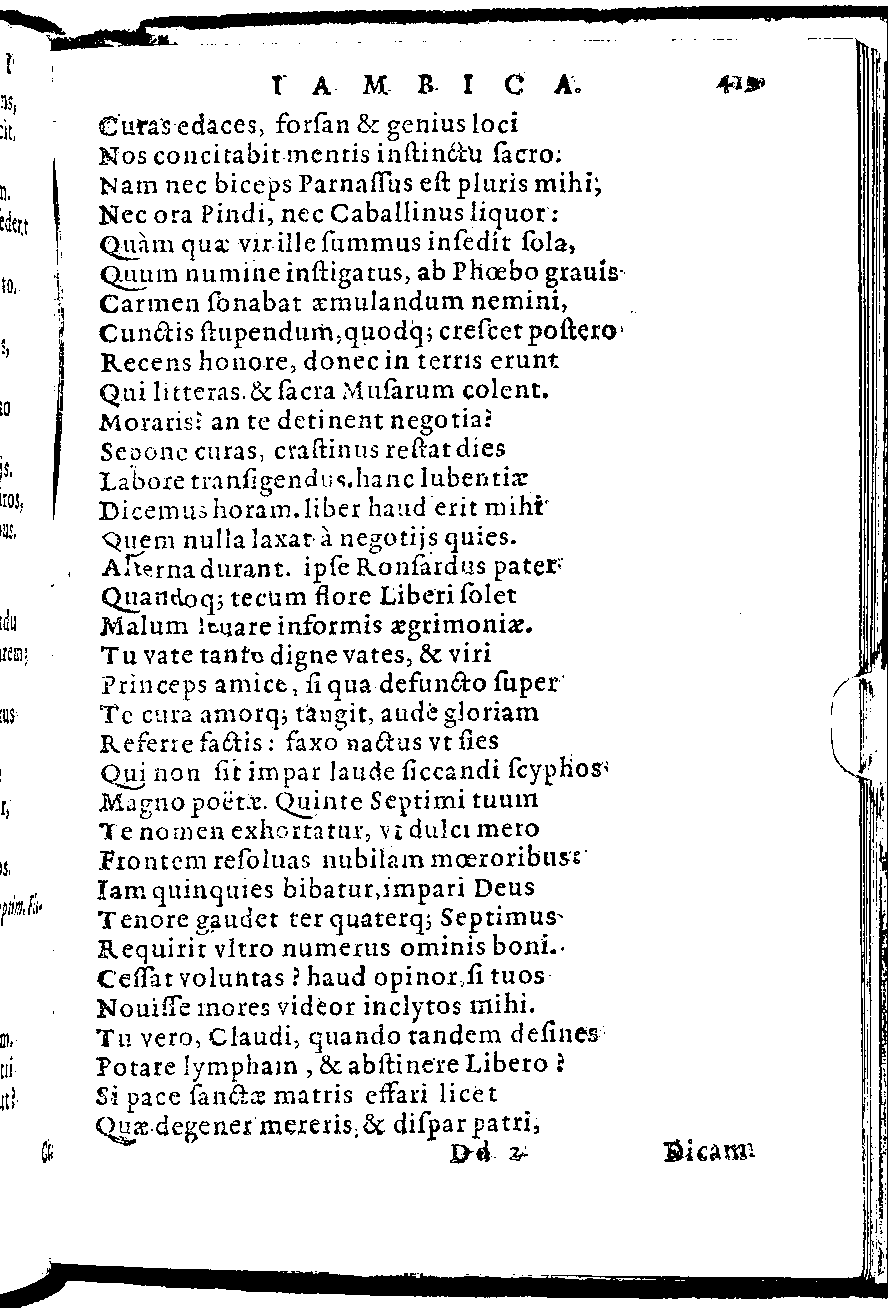 IAMBICA. 419
Curas edaces, forſan & genius loci
Nos concitabit mentis inſtinctu ſacro:
Nam nec biceps Parnaſſus eſt pluris mihi,
Nec ora Pindi, nec Caballinus liquor:
Quàm quæ vir ille ſummus inſedit ſola,
Quum numine inſtigatus, ab Phœbo grauis
Carmen ſonabat æmulandum nemini,
Cunctis ſtupendum, quodq; creſcet poſtero
Recens honore, donec in terris erunt
Qui litteras & ſacra Muſarum colent.
Moraris? an te detinent negotia?
Sepone curas, craſtinus reſtat dies
Labore tranſigendus. hanc lubentiæ
Dicemus horam. liber haud erit mihi
Quem nulla laxat à negotijs quies.
Alterna durant. ipſe Ronſardus pater
Quandoq; tecum flore Liberi ſolet
Malum leuare informis ægrimoniæ.
Tu vate tanto digne vates, & viri
Princeps amice, ſi qua defuncto ſuper
Te cura amorq; tangit, aude gloriam
Referre factis: faxo nactus vt ſies
Qui non ſit impar laude ſiccandi ſcyphos
Magno poëtæ. Quinte Septimi tuum
Te nomen exhortatur, vt dulci mero
Frontem reſoluas nubilam mœroribus:
Iam quinquies bibatur, impari Deus
Tenore gaudet ter quaterq; Septimus
Requirit vltro numerus ominis boni.
Ceſſat voluntas? haud opinor, ſi tuos
Nouiſſe mores videor inclytos mihi.
Tu vero, Claudi, quando tandem deſines
Potare lympham, & abſtinere Libero?
Si pace ſanctæ matris effari licet
Quæ degener mereris, & diſpar patri,
Dd 2 Dicam